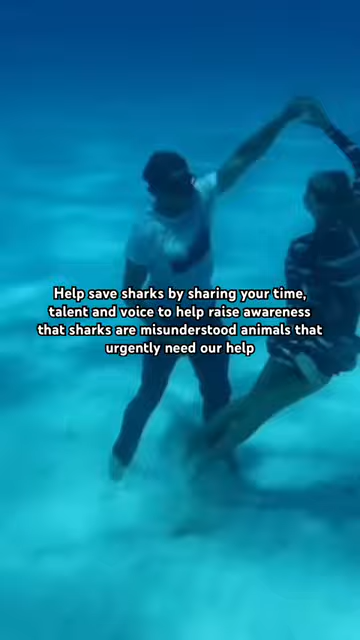 Help save sharks by sharing your time,
talent and voice to help raise awareness
that sharks are misunderstood animals that
urgently need our help